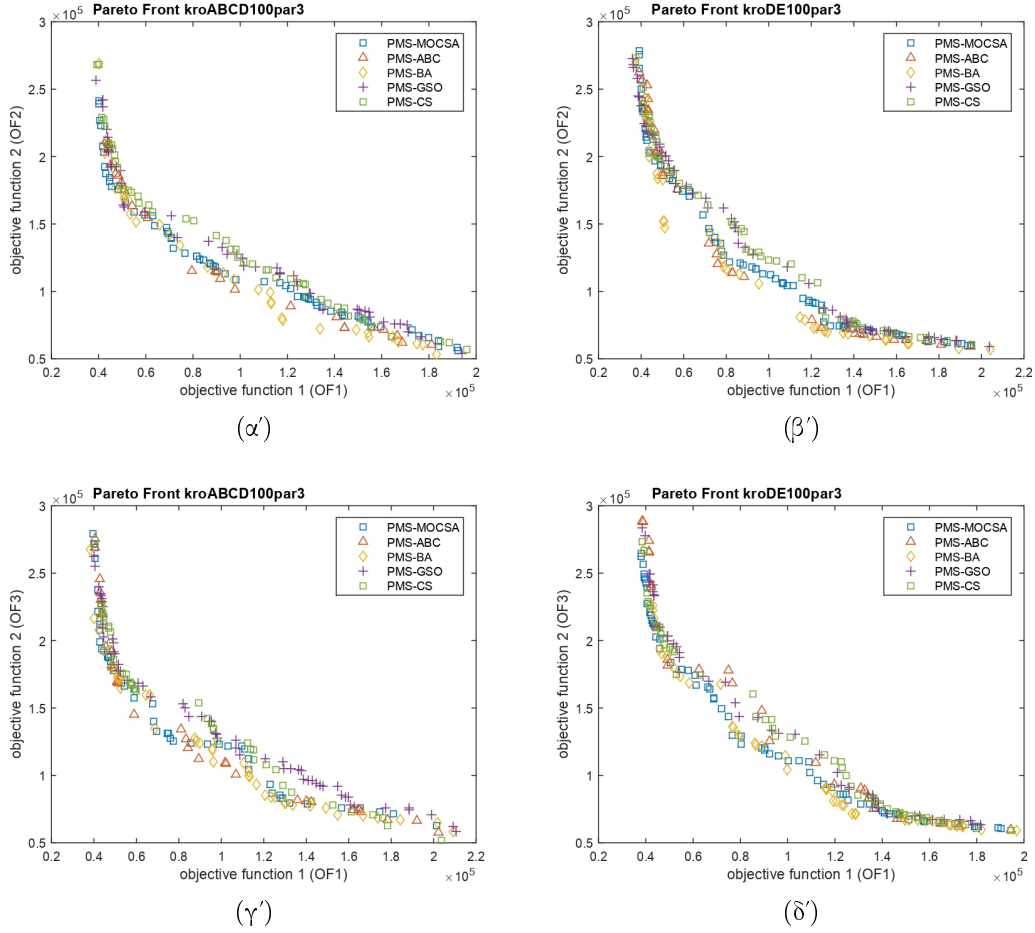 Pareto Front kroABCD100par3
×10^5
3
2.5
2
1.5
1
0.5
objective function 2 (OF2)
PMS-MOCSA
PMS-ABC
PMS-BA
PMS-GSO
PMS-CS
0.2 0.4 0.6 0.8 1 1.2 1.4 1.6 1.8 2
objective function 1 (OF1)
×10^5
(α′)
Pareto Front kroDE100par3
×10^5
3
2.5
2
1.5
1
0.5
objective function 2 (OF2)
PMS-MOCSA
PMS-ABC
PMS-BA
PMS-GSO
PMS-CS
0.2 0.4 0.6 0.8 1 1.2 1.4 1.6 1.8 2 2.2
objective function 1 (OF1)
×10^5
(β′)
Pareto Front kroABCD100par3
×10^5
3
2.5
2
1.5
1
0.5
objective function 2 (OF3)
PMS-MOCSA
PMS-ABC
PMS-BA
PMS-GSO
PMS-CS
0.2 0.4 0.6 0.8 1 1.2 1.4 1.6 1.8 2 2.2
objective function 1 (OF1)
×10^5
(γ′)
Pareto Front kroDE100par3
×10^5
3
2.5
2
1.5
1
0.5
objective function 2 (OF3)
PMS-MOCSA
PMS-ABC
PMS-BA
PMS-GSO
PMS-CS
0.2 0.4 0.6 0.8 1 1.2 1.4 1.6 1.8 2
objective function 1 (OF1)
×10^5
(δ′)